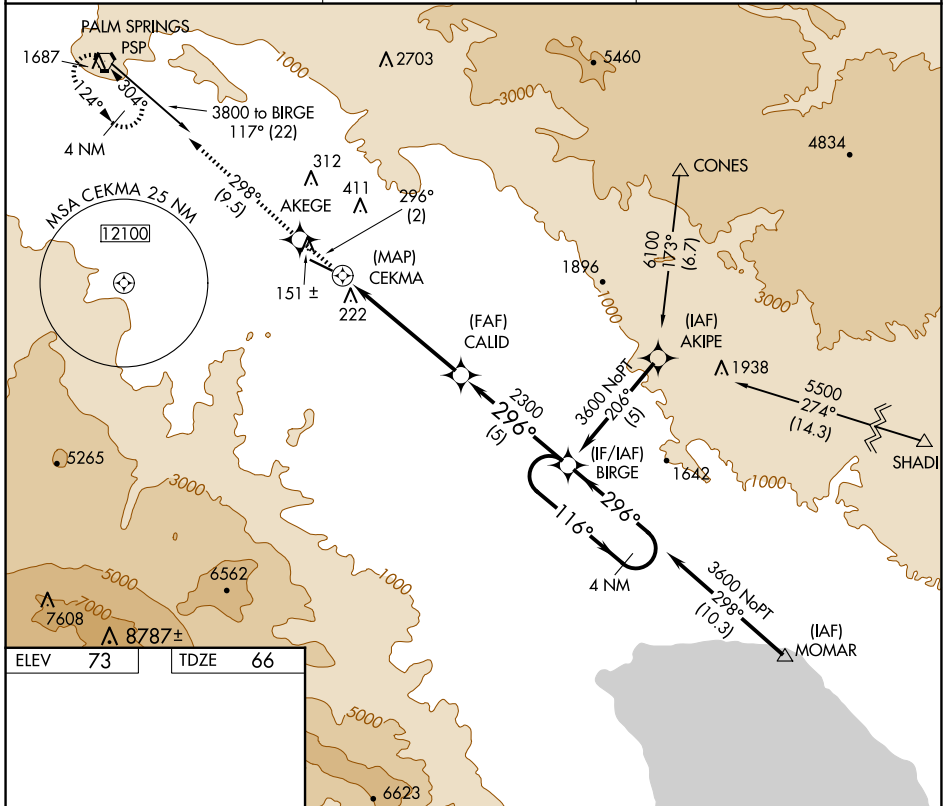 PALM SPRINGS
PSP
1687
304°
124°
4 NM
3800 to BIRGE
117° (22)
1000
2703
5460
3000
4834
CONES
6100
173°
(6.7)
312
411
298°
(9.5)
AKEGE
296°
(2)
MSA CEKMA 25 NM
12100
(MAP)
CEKMA
151 ±
222
1896
1000
3000
(FAF)
CALID
(IAF)
AKIPE
1938
5500
274°
(14.3)
SHADI
3600 NoPT
206°
(5)
2300
296°
(5)
(IF/IAF)
BIRGE
1642
1000
296°
116°
4 NM
3600 NoPT
298°
(10.3)
(IAF)
MOMAR
5265
3000
5000
7000
6562
1000
7608
8787±
ELEV 73
TDZE 66
6623